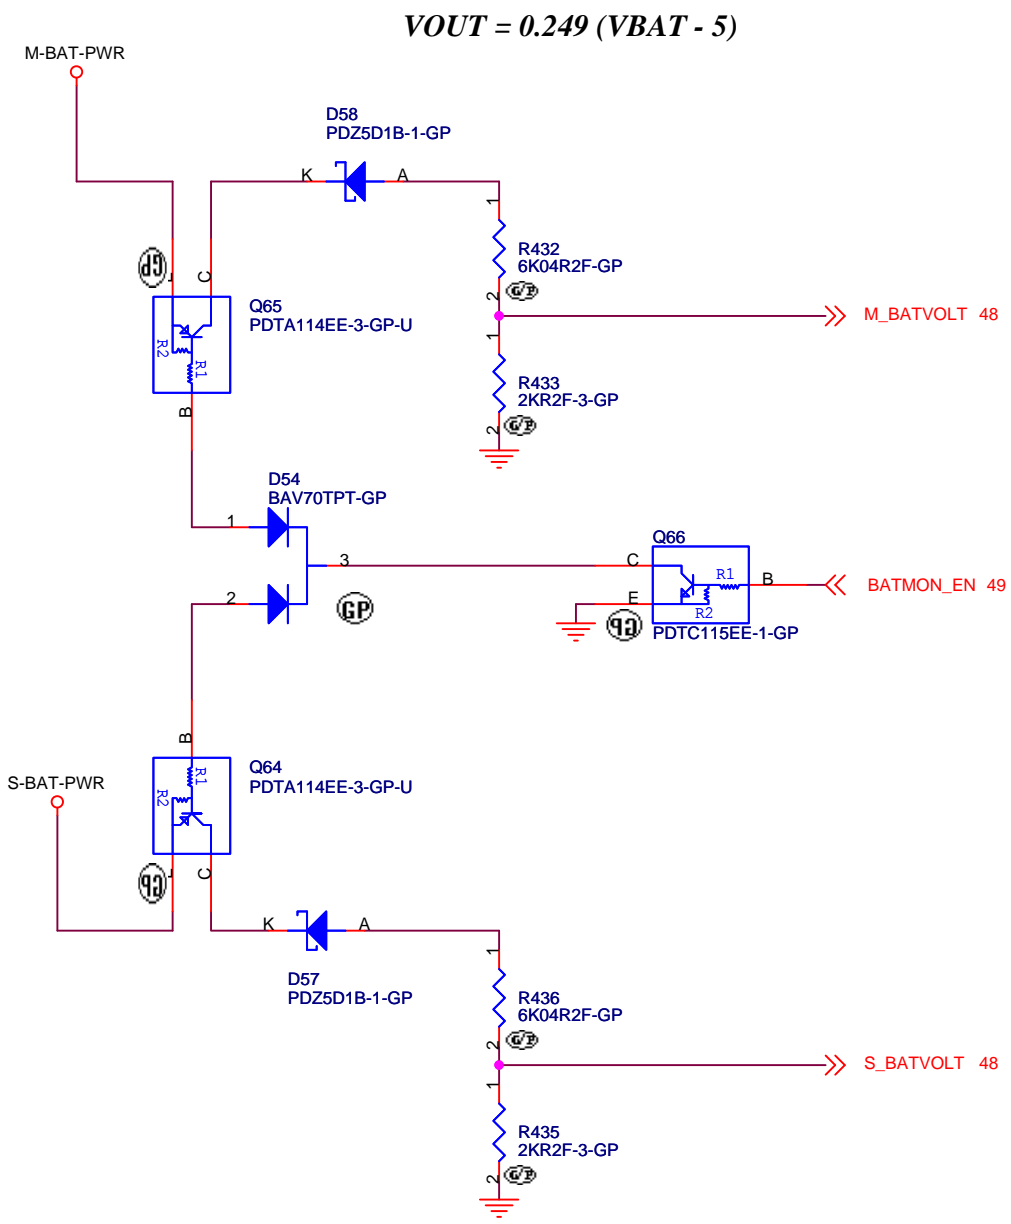 VOUT = 0.249 (VBAT - 5)
M-BAT-PWR
D58
PDZ5D1B-1-GP
K
A
1
R432
6K04R2F-GP
2
G/P
GP
C
Q65
PDTA114EE-3-GP-U
R2
R1
B
M_BATVOLT 48
1
R433
2KR2F-3-GP
2
G/P
D54
BAV70TPT-GP
1
3
2
GP
Q66
C
R1
B
BATMON_EN 49
E
R2
GP
PDTC115EE-1-GP
B
Q64
PDTA114EE-3-GP-U
R1
R2
S-BAT-PWR
GP
C
K
A
D57
PDZ5D1B-1-GP
1
R436
6K04R2F-GP
2
G/P
S_BATVOLT 48
1
R435
2KR2F-3-GP
2
G/P